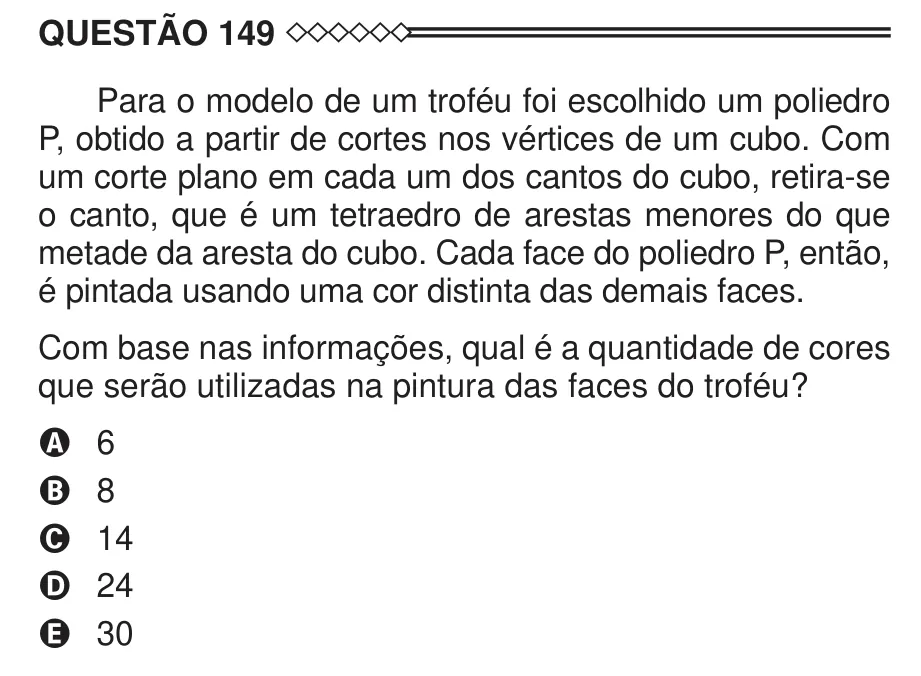 QUESTÃO 149
Para o modelo de um troféu foi escolhido um poliedro
P, obtido a partir de cortes nos vértices de um cubo. Com
um corte plano em cada um dos cantos do cubo, retira-se
o canto, que é um tetraedro de arestas menores do que
metade da aresta do cubo. Cada face do poliedro P, então,
é pintada usando uma cor distinta das demais faces.
Com base nas informações, qual é a quantidade de cores
que serão utilizadas na pintura das faces do troféu?
A 6
B 8
C 14
D 24
E 30